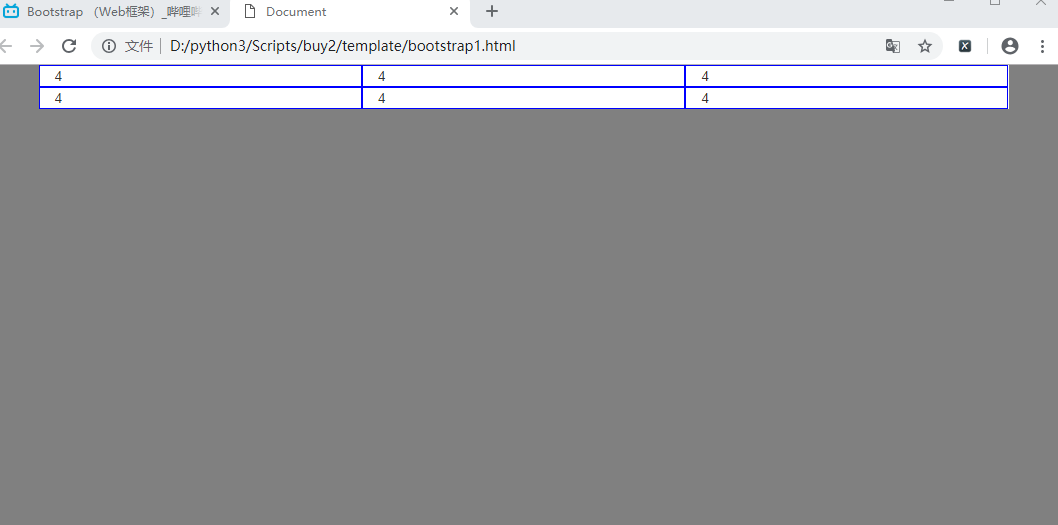 Bootstrap （Web框架）_哔哩哔
Document
文件
D:/python3/Scripts/buy2/template/bootstrap1.html
4 4 4
4 4 4